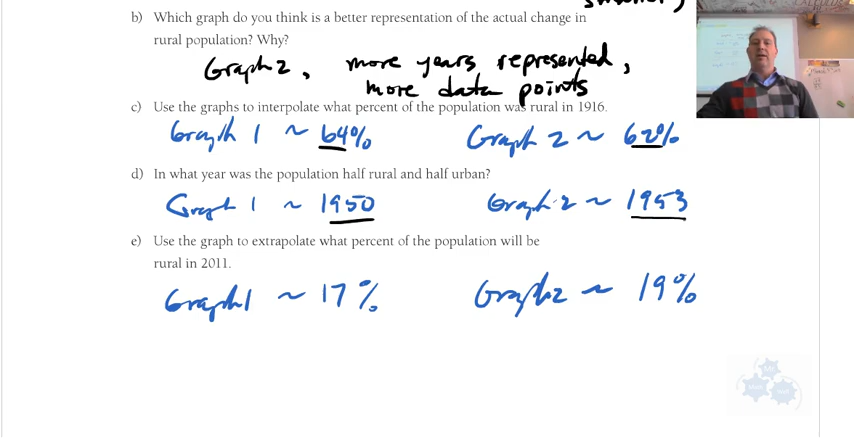 smaller,
b) Which graph do you think is a better representation of the actual change in
rural population? Why?
Graph 2, more years represented,
more data points
c) Use the graphs to interpolate what percent of the population was rural in 1916.
Graph 1 ~ 64% Graph 2 ~ 62%
d) In what year was the population half rural and half urban?
Graph 1 ~ 1950 Graph 2 ~ 1953
e) Use the graph to extrapolate what percent of the population will be
rural in 2011.
Graph 1 ~ 17% Graph 2 ~ 19%